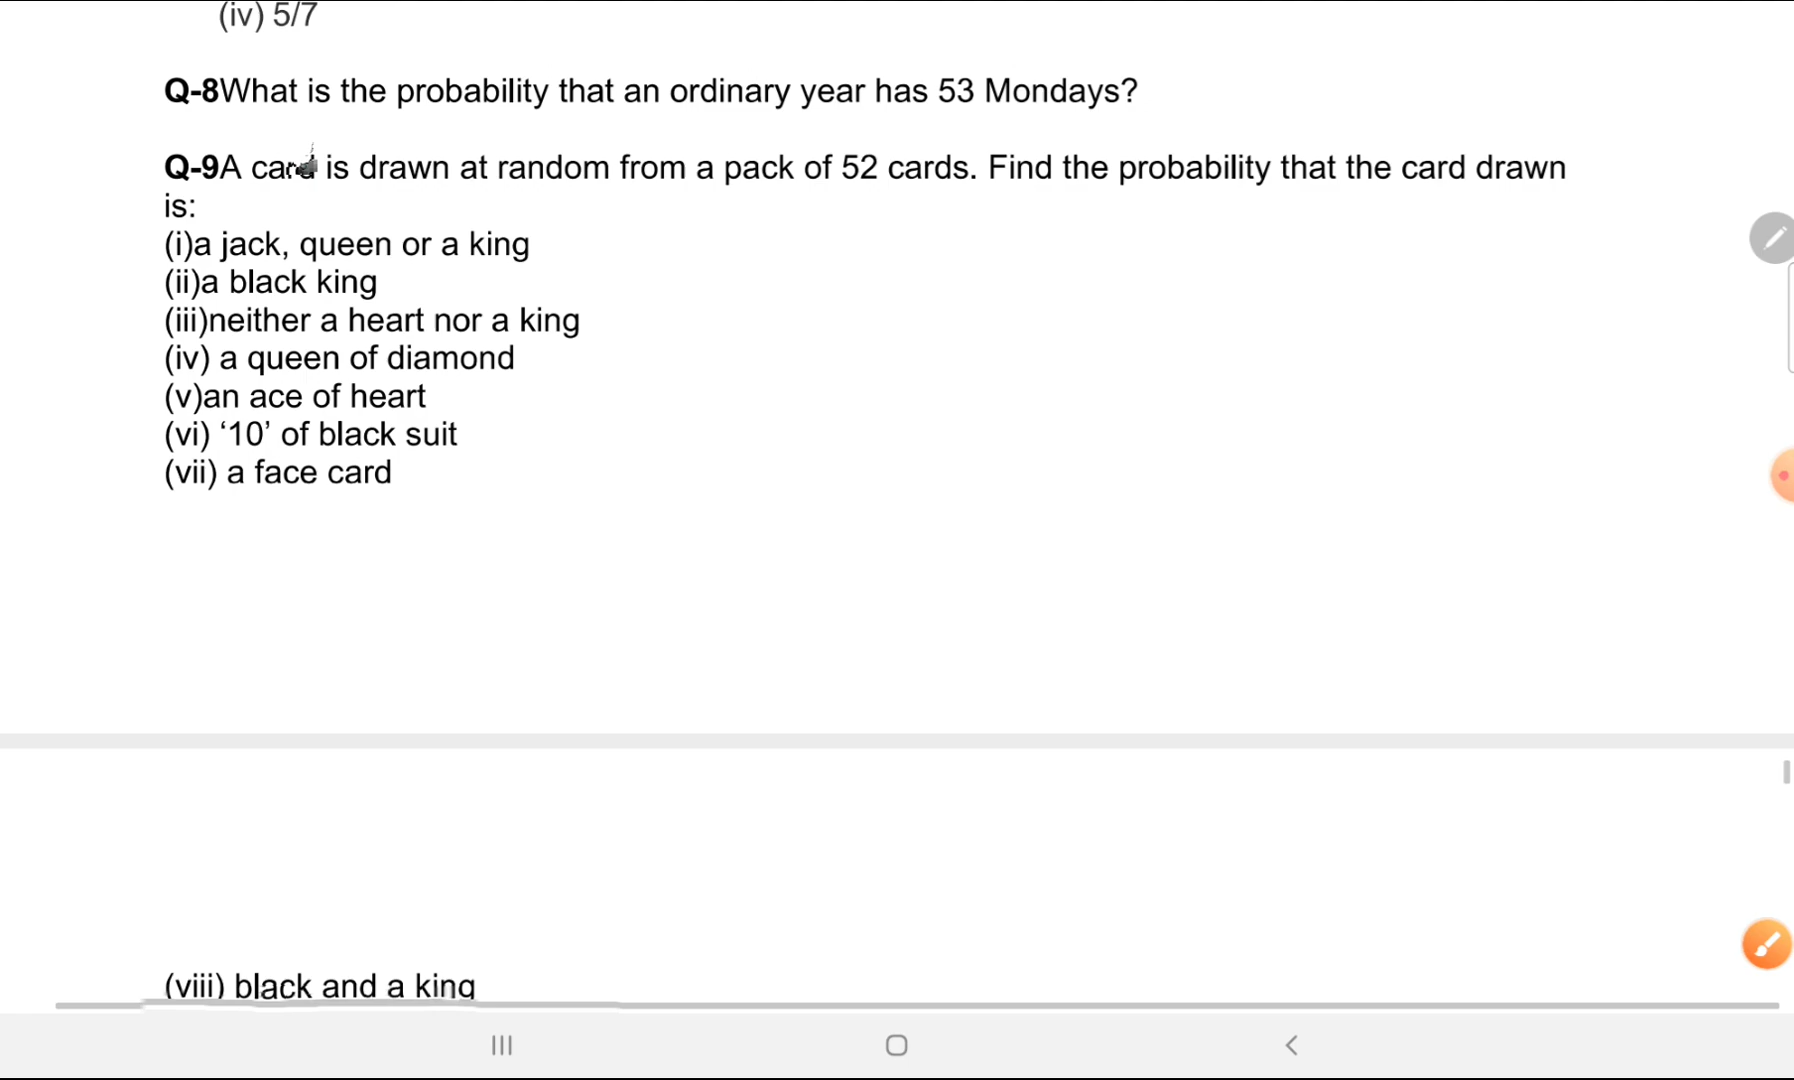 (iv) 5/7
Q-8What is the probability that an ordinary year has 53 Mondays?
Q-9A card is drawn at random from a pack of 52 cards. Find the probability that the card drawn
is:
(i)a jack, queen or a king
(ii)a black king
(iii)neither a heart nor a king
(iv) a queen of diamond
(v)an ace of heart
(vi) ‘10’ of black suit
(vii) a face card
(viii) black and a king